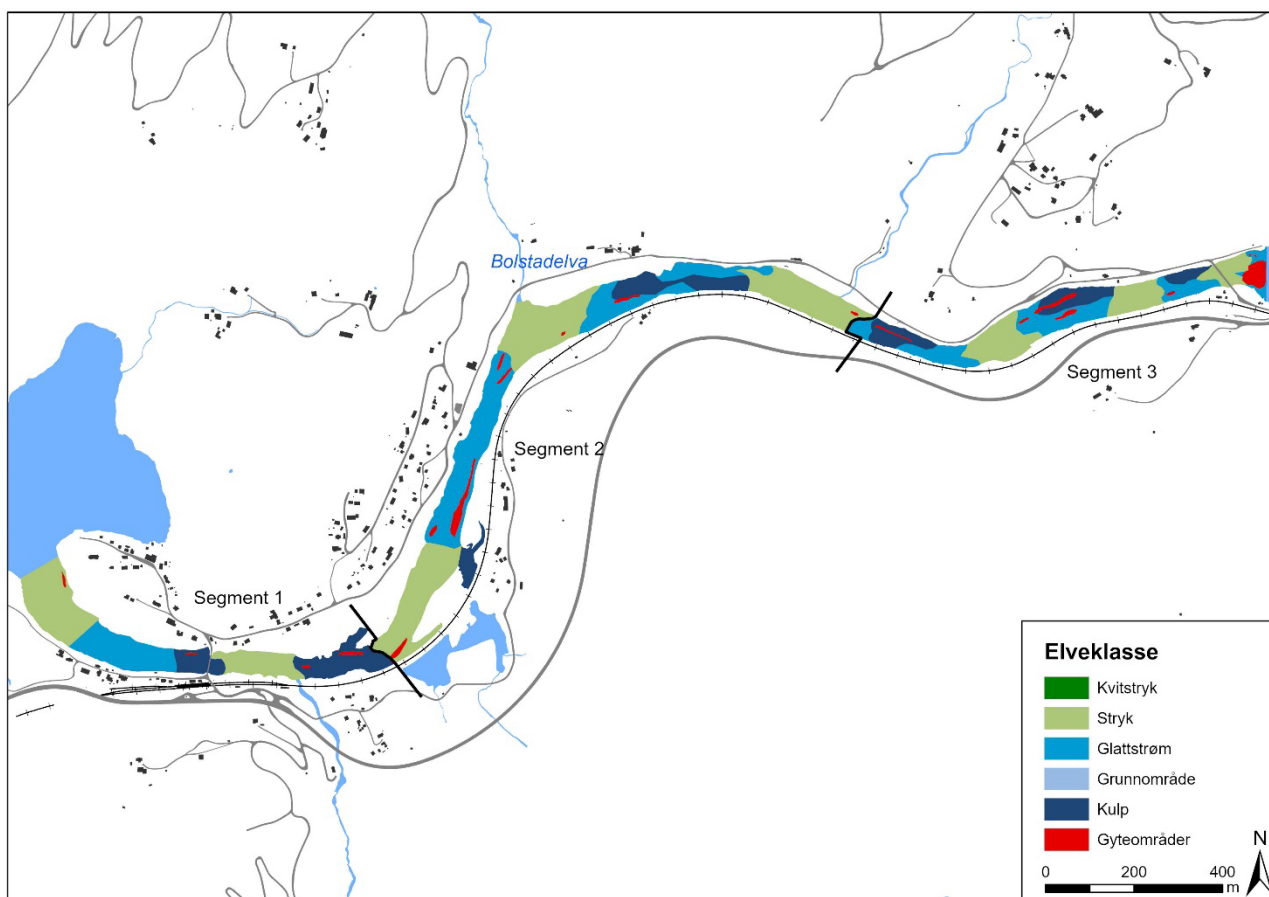 Bolstadelva
Segment 3
Segment 2
Segment 1
Elveklasse
Kvitstryk
Stryk
Glattstrøm
Grunnområde
Kulp
Gyteområder
N
0 200 400
m